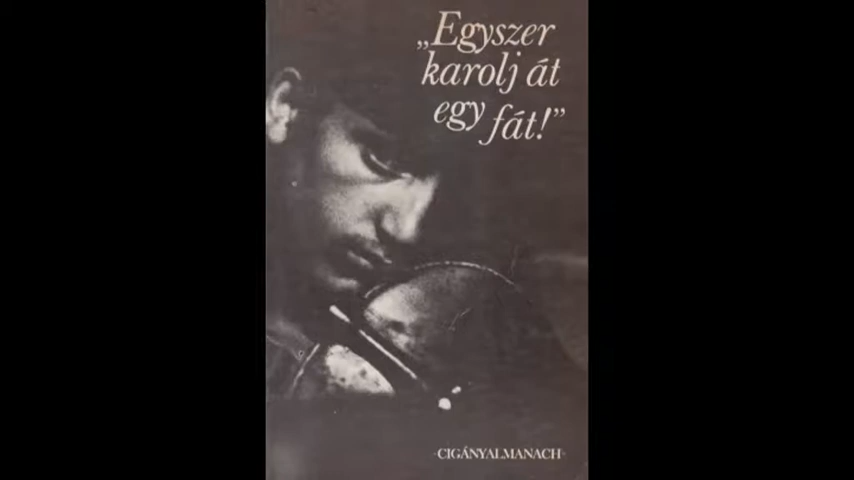 „Egyszer
karolj át
egy fát!”
-CIGÁNYALMANACH-